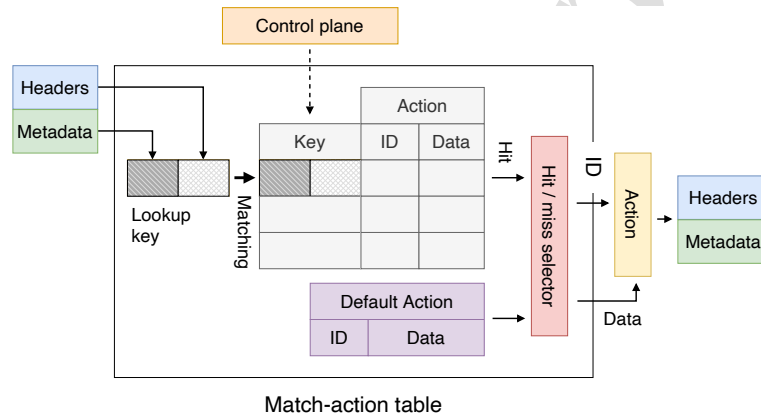 Control plane
Headers
Metadata
Action
Key
ID
Data
Hit
Lookup
key
Matching
Hit / miss selector
ID
Action
Headers
Metadata
Default Action
ID
Data
Data
Match-action table